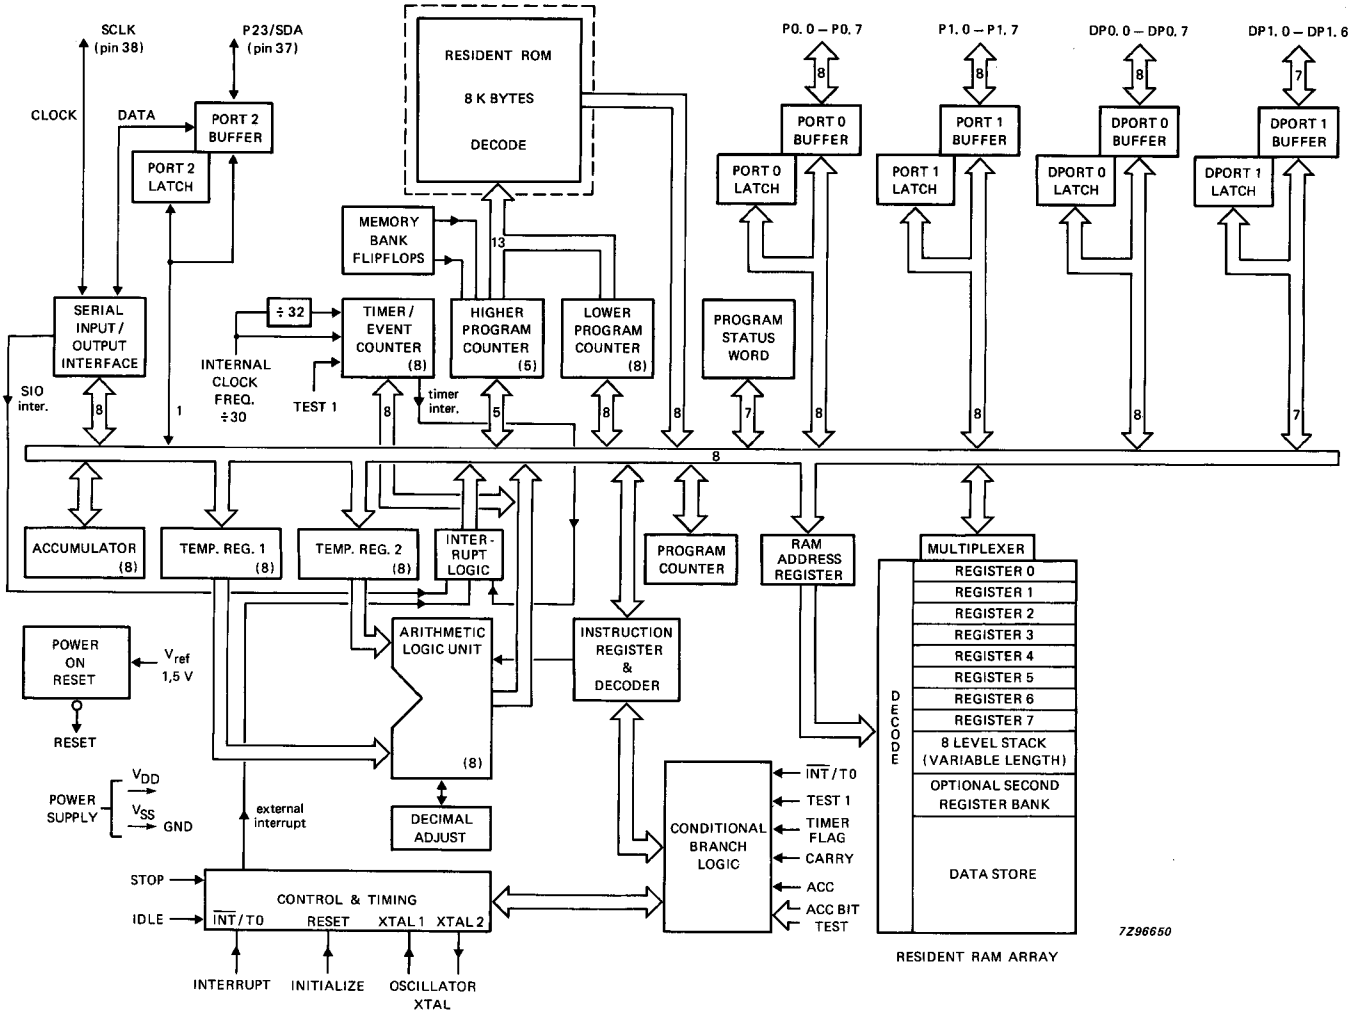 SCLK
(pin 38)
P23/SDA
(pin 37)
CLOCK
DATA
PORT 2
BUFFER
PORT 2
LATCH
RESIDENT ROM
8 K BYTES
DECODE
P0.0 – P0.7
8
PORT 0
BUFFER
PORT 0
LATCH
P1.0 – P1.7
8
PORT 1
BUFFER
PORT 1
LATCH
DP0.0 – DP0.7
8
DPORT 0
BUFFER
DPORT 0
LATCH
DP1.0 – DP1.6
7
DPORT 1
BUFFER
DPORT 1
LATCH
MEMORY
BANK
FLIPFLOPS
13
SERIAL
INPUT /
OUTPUT
INTERFACE
÷ 32
INTERNAL
CLOCK
FREQ.
÷30
TEST 1
TIMER /
EVENT
COUNTER
(8)
HIGHER
PROGRAM
COUNTER
(5)
LOWER
PROGRAM
COUNTER
(8)
PROGRAM
STATUS
WORD
SIO
inter.
8
1
8
timer
inter.
5
8
8
7
8
8
8
7
8
ACCUMULATOR
(8)
TEMP. REG. 1
(8)
TEMP. REG. 2
(8)
INTER-
RUPT
LOGIC
PROGRAM
COUNTER
RAM
ADDRESS
REGISTER
MULTIPLEXER
REGISTER 0
REGISTER 1
REGISTER 2
REGISTER 3
REGISTER 4
REGISTER 5
REGISTER 6
REGISTER 7
8 LEVEL STACK
(VARIABLE LENGTH)
OPTIONAL SECOND
REGISTER BANK
DATA STORE
DECODE
RESIDENT RAM ARRAY
POWER
ON
RESET
Vref
1,5 V
RESET
ARITHMETIC
LOGIC UNIT
(8)
INSTRUCTION
REGISTER
&
DECODER
POWER
SUPPLY
VDD
VSS
GND
external
interrupt
DECIMAL
ADJUST
CONDITIONAL
BRANCH
LOGIC
INT / T0
TEST 1
TIMER
FLAG
CARRY
ACC
ACC BIT
TEST
STOP
IDLE
CONTROL & TIMING
INT / T0 RESET XTAL 1 XTAL 2
INTERRUPT
INITIALIZE
OSCILLATOR
XTAL
7Z96650